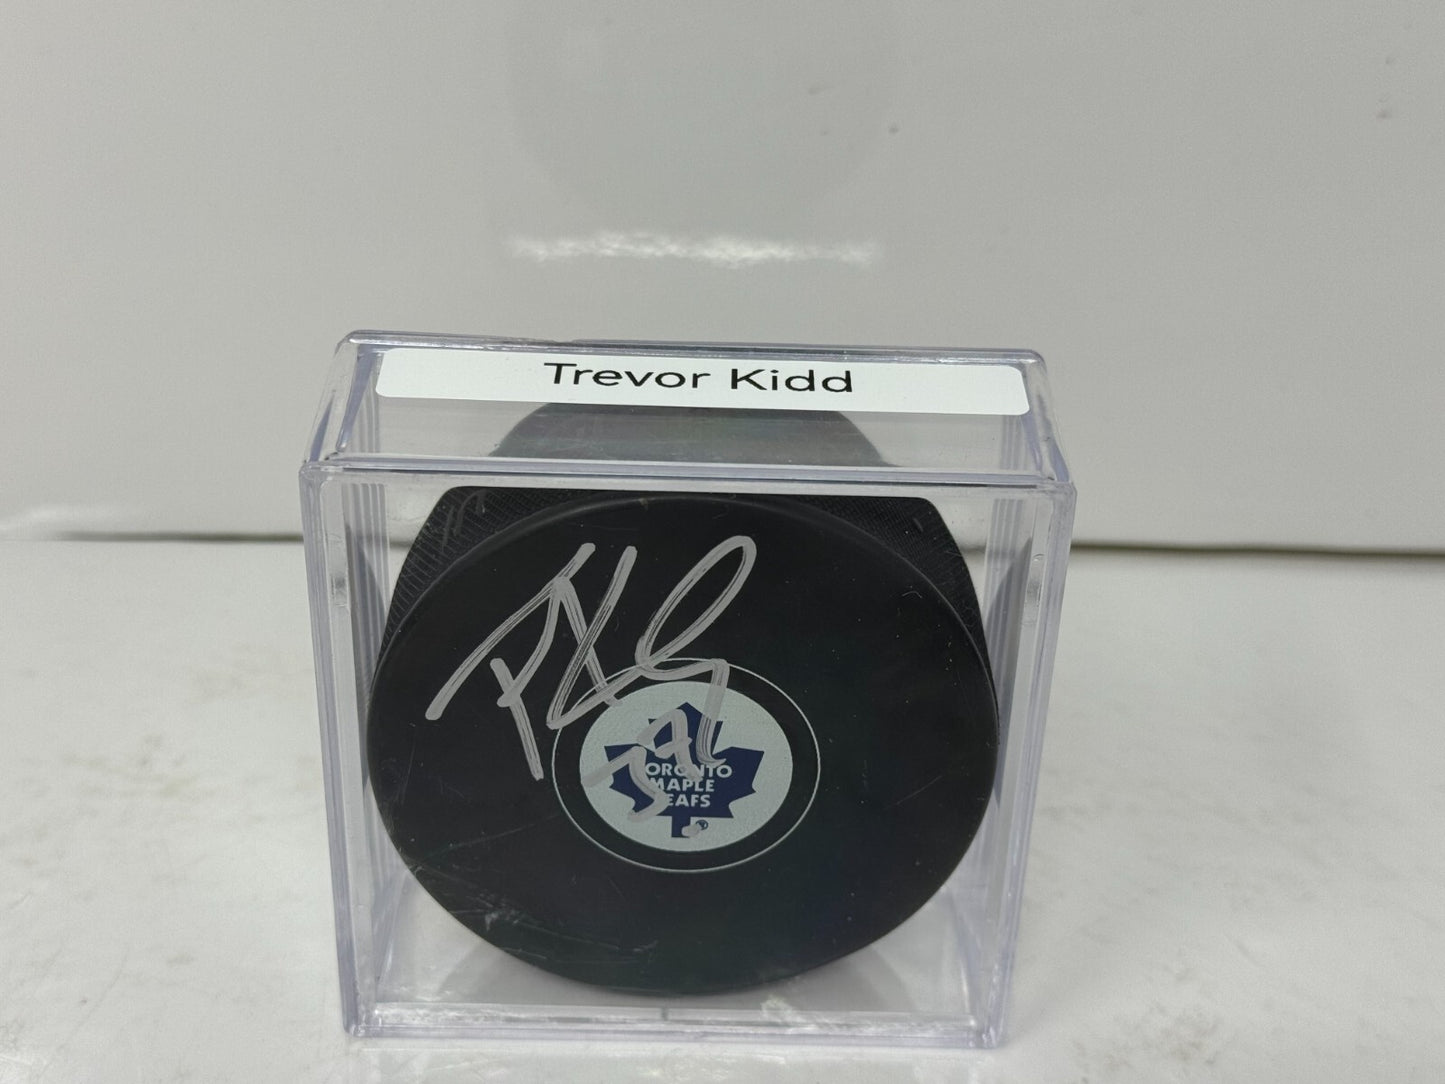 Trevor Kidd
TORONTO
MAPLE
LEAFS